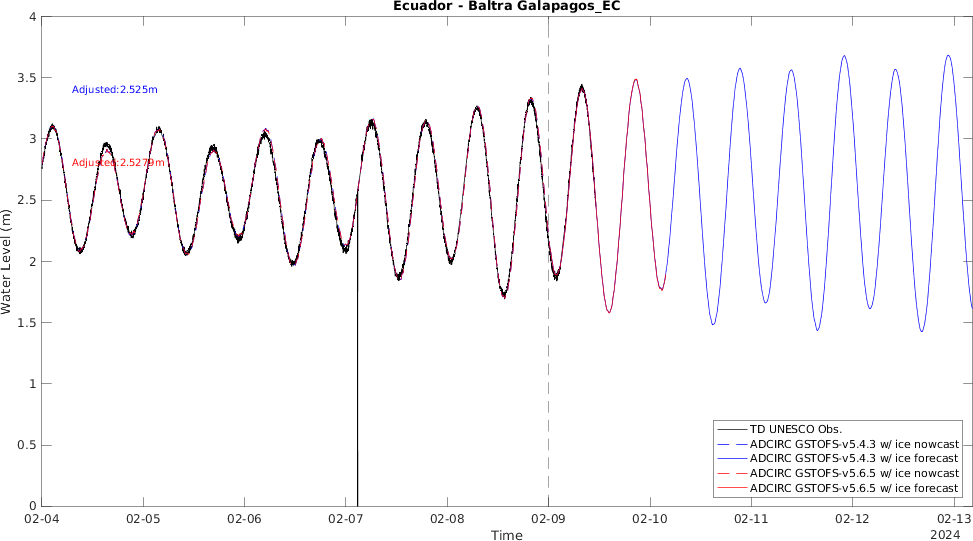 Ecuador - Baltra Galapagos_EC
4
3.5
3
2.5
2
1.5
1
0.5
0
Water Level (m)
Adjusted:2.525m
Adjusted:2.5279m
TD UNESCO Obs.
ADCIRC GSTOFS-v5.4.3 w/ ice nowcast
ADCIRC GSTOFS-v5.4.3 w/ ice forecast
ADCIRC GSTOFS-v5.6.5 w/ ice nowcast
ADCIRC GSTOFS-v5.6.5 w/ ice forecast
02-04 02-05 02-06 02-07 02-08 02-09 02-10 02-11 02-12 02-13
Time
2024